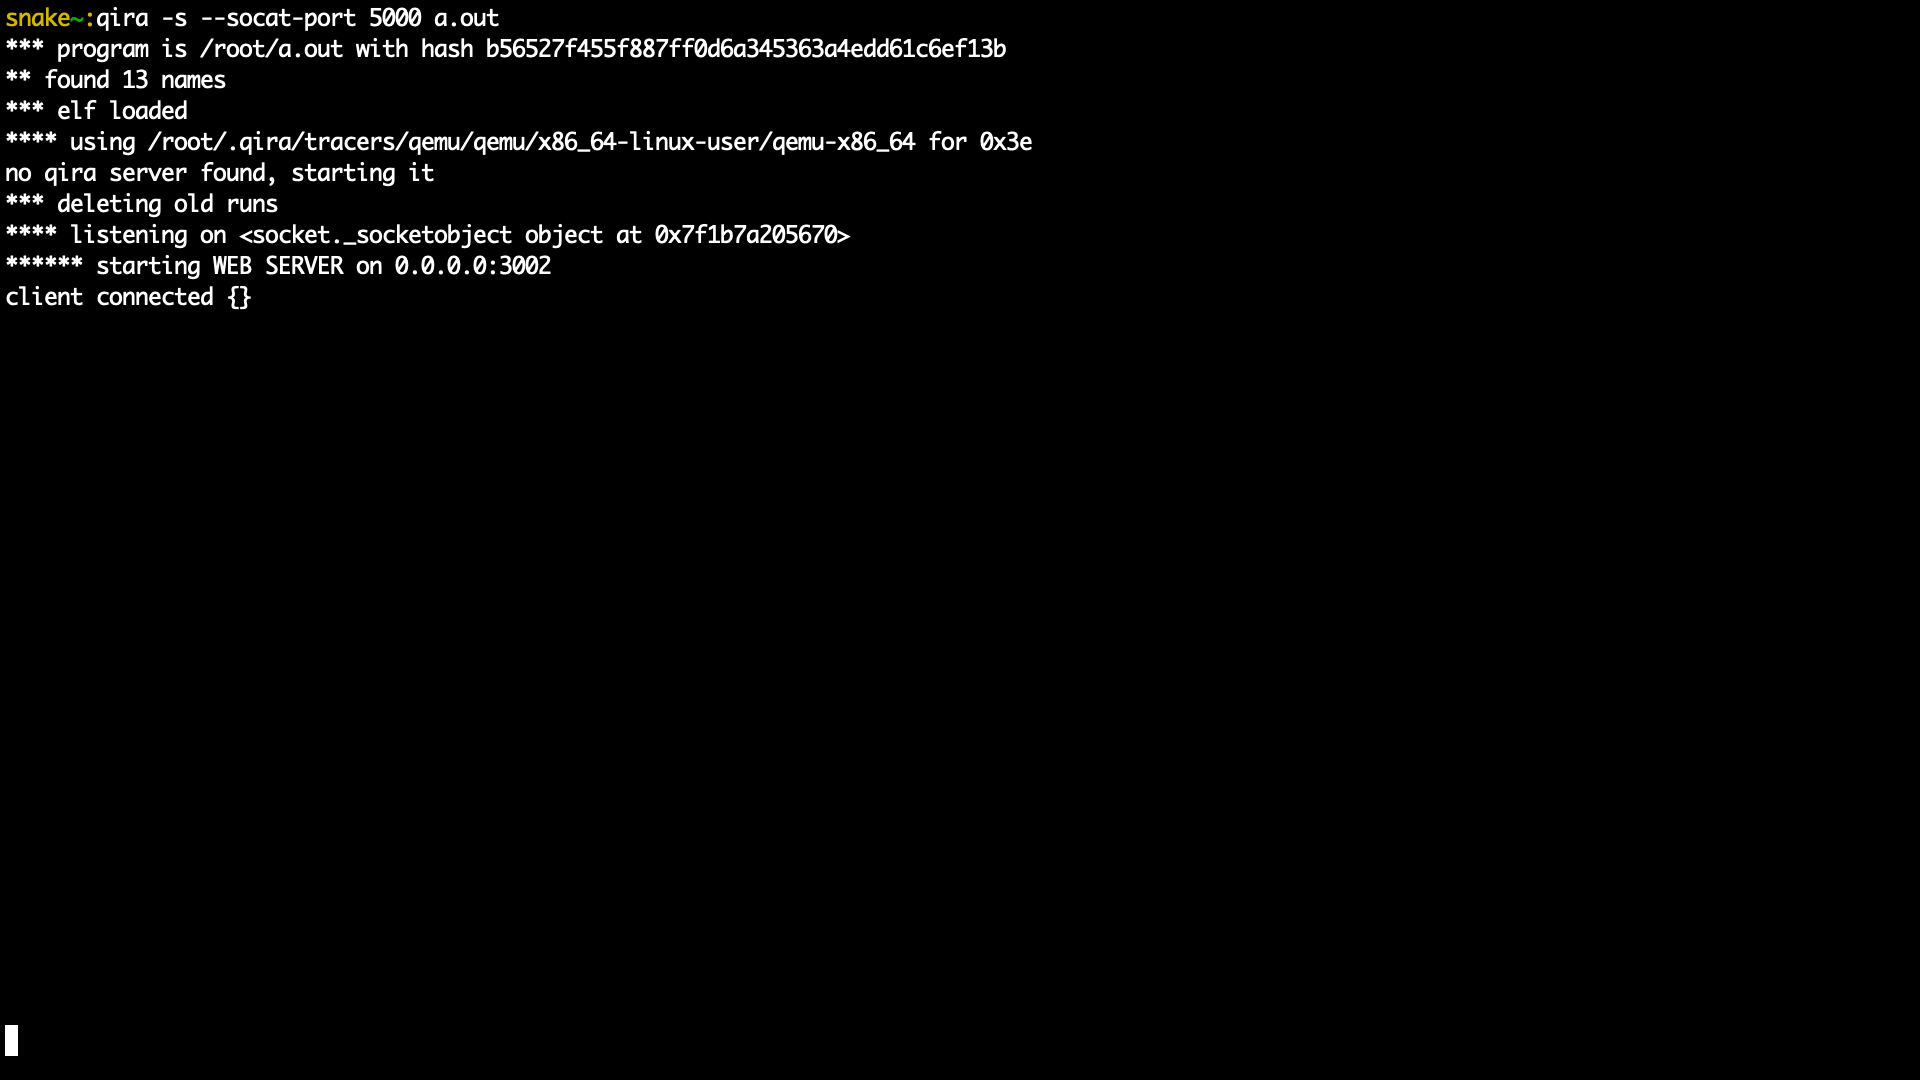 snake~:qira -s --socat-port 5000 a.out
*** program is /root/a.out with hash b56527f455f887ff0d6a345363a4edd61c6ef13b
** found 13 names
*** elf loaded
**** using /root/.qira/tracers/qemu/qemu/x86_64-linux-user/qemu-x86_64 for 0x3e
no qira server found, starting it
*** deleting old runs
**** listening on <socket._socketobject object at 0x7f1b7a205670>
****** starting WEB SERVER on 0.0.0.0:3002
client connected {}